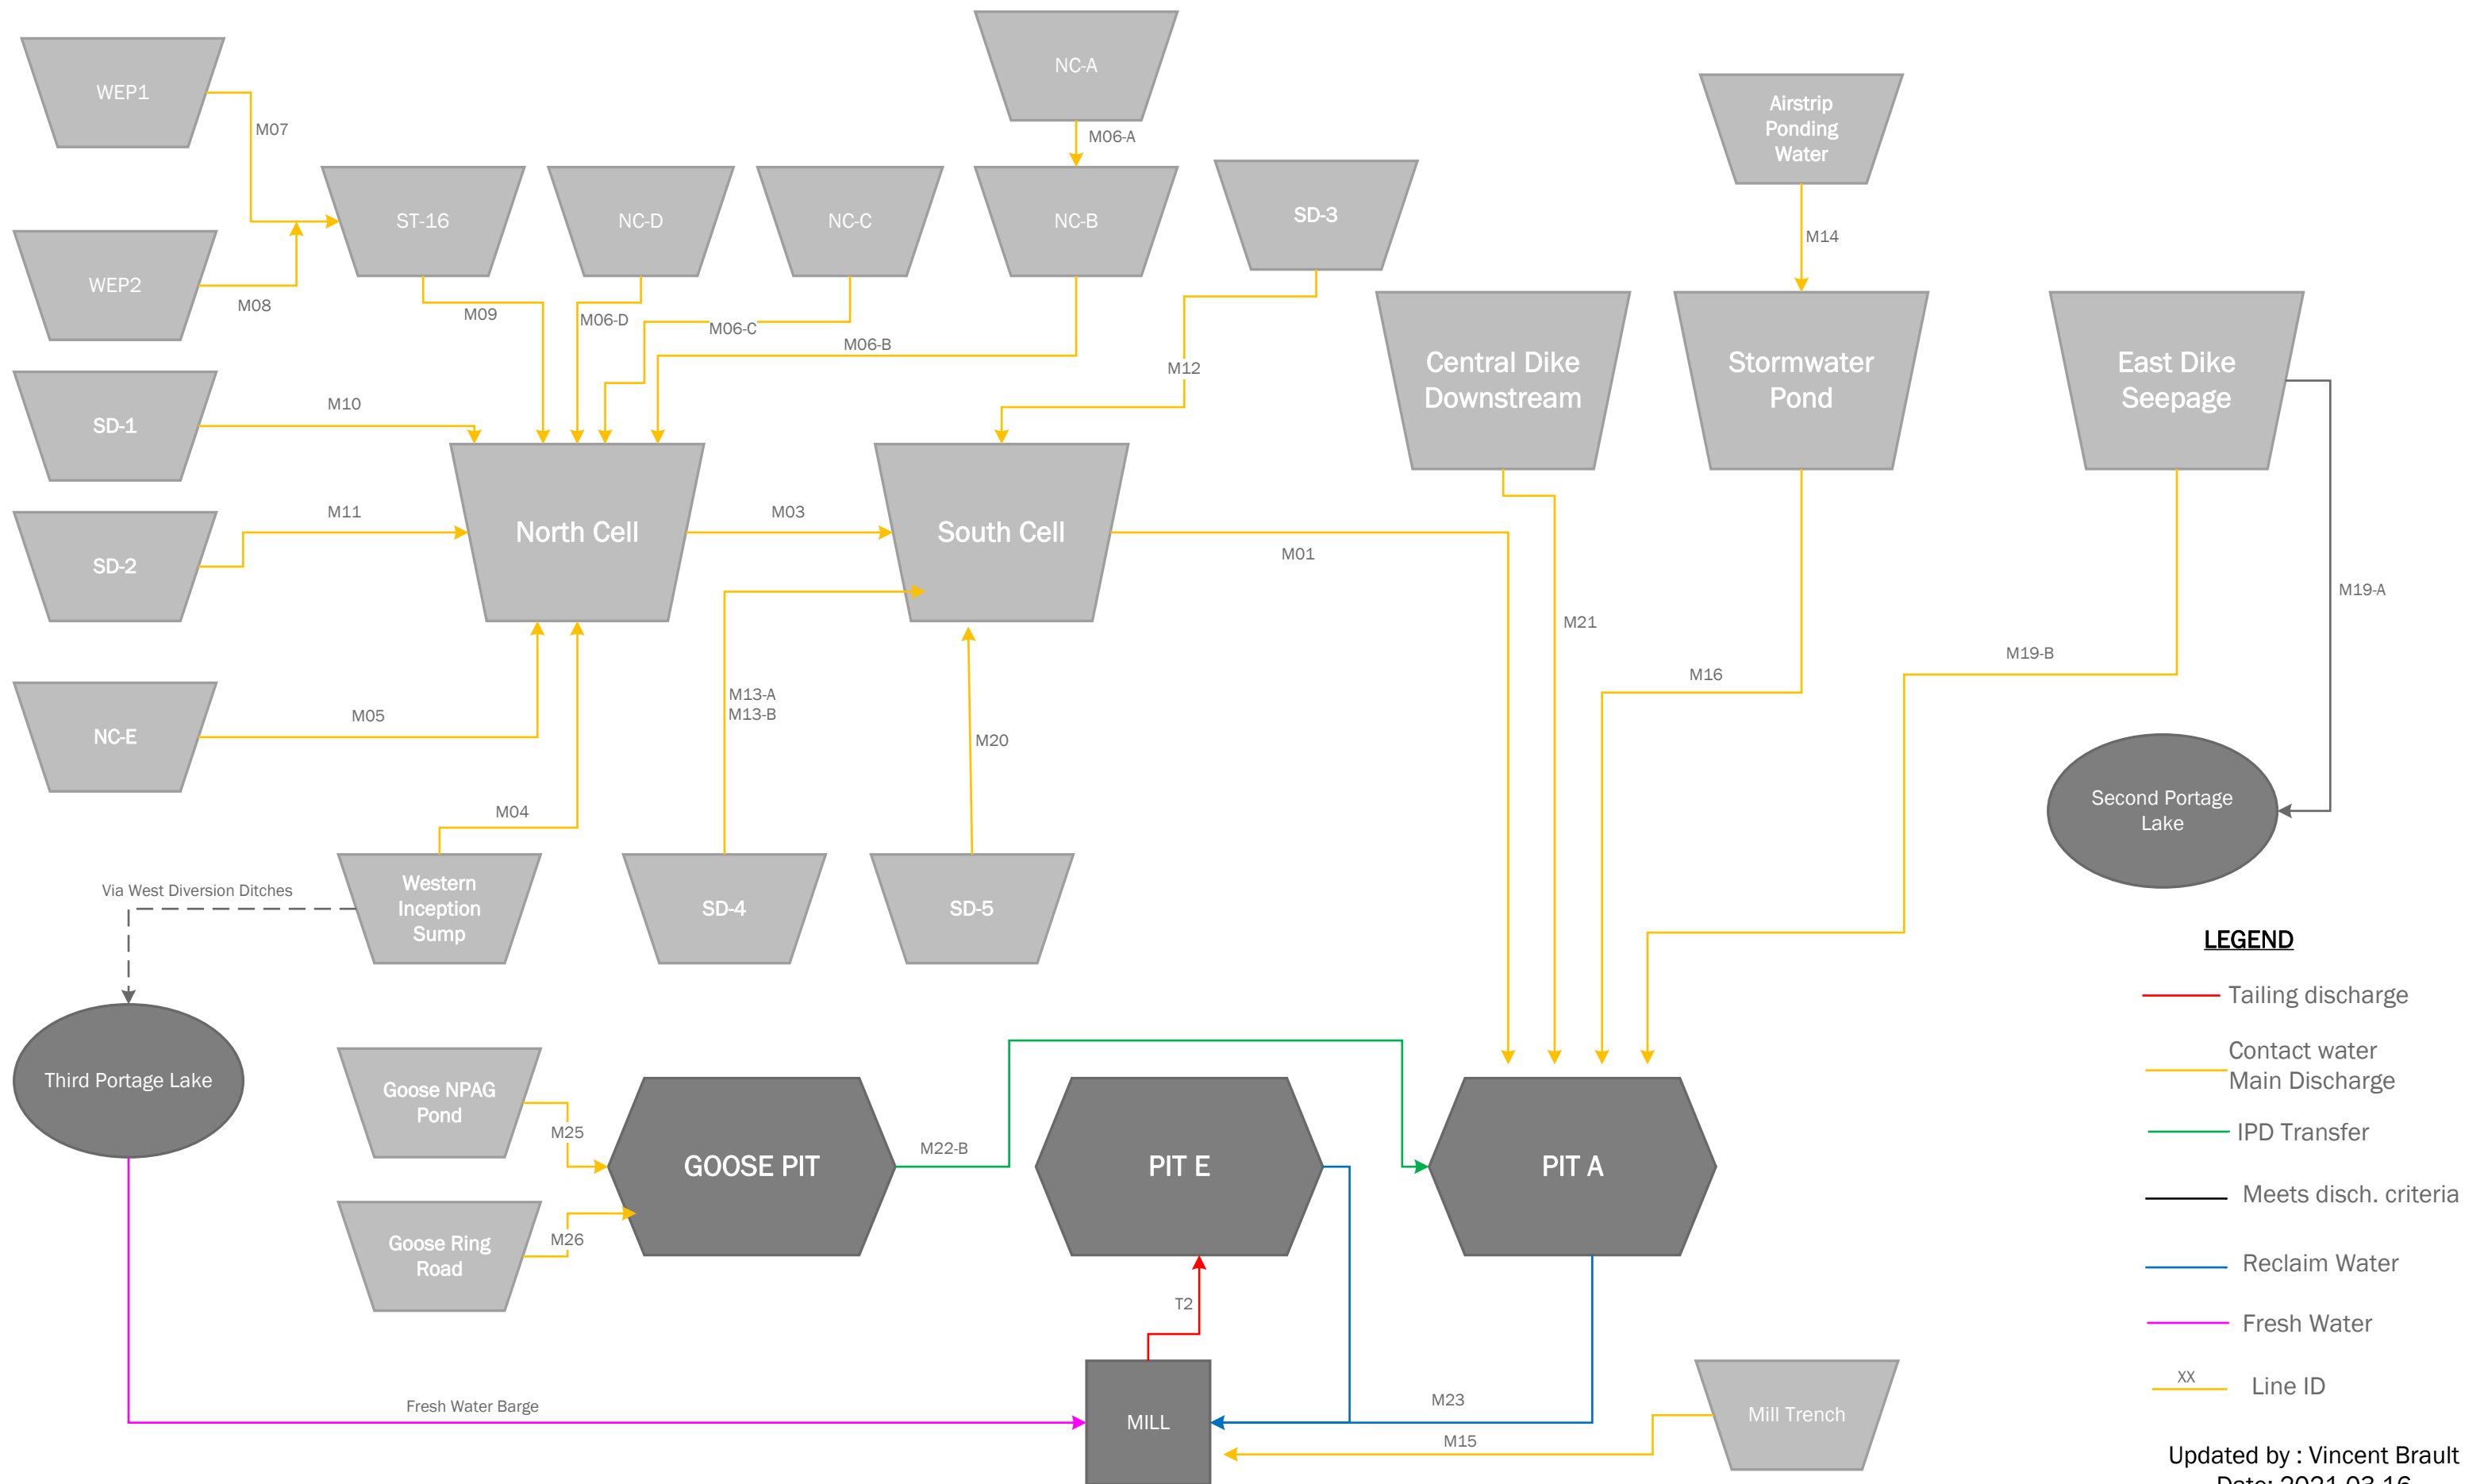 NC-A
WEP1
Airstrip
Ponding
Water
M07
M06-A
ST-16
NC-D
NC-C
NC-B
SD-3
M14
WEP2
M08
M09
M06-D
M06-C
M06-B
M12
Central Dike
Downstream
Stormwater
Pond
East Dike
Seepage
SD-1
M10
SD-2
M11
North Cell
M03
South Cell
M01
M19-A
M21
M19-B
M16
NC-E
M05
M13-A
M13-B
M20
M04
Second Portage
Lake
Via West Diversion Ditches
Western
Inception
Sump
SD-4
SD-5
LEGEND
Tailing discharge
Contact water
Main Discharge
IPD Transfer
Meets disch. criteria
Reclaim Water
Fresh Water
XX
Line ID
Third Portage Lake
Goose NPAG
Pond
M25
GOOSE PIT
M22-B
PIT E
PIT A
Goose Ring
Road
M26
T2
Fresh Water Barge
MILL
M23
M15
Mill Trench
Updated by : Vincent Brault
Date: 2021-03-16